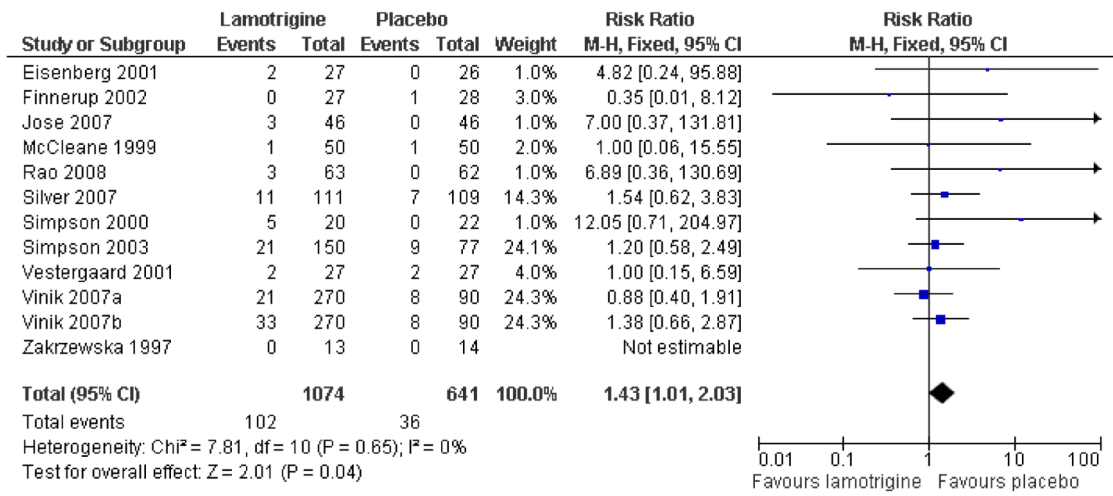 Lamotrigine Placebo Risk Ratio Risk Ratio
Study or Subgroup Events Total Events Total Weight M-H, Fixed, 95% CI M-H, Fixed, 95% CI
Eisenberg 2001 2 27 0 26 1.0% 4.82 [0.24, 95.88]
Finnerup 2002 0 27 1 28 3.0% 0.35 [0.01, 8.12]
Jose 2007 3 46 0 46 1.0% 7.00 [0.37, 131.81]
McCleane 1999 1 50 1 50 2.0% 1.00 [0.06, 15.55]
Rao 2008 3 63 0 62 1.0% 6.89 [0.36, 130.69]
Silver 2007 11 111 7 109 14.3% 1.54 [0.62, 3.83]
Simpson 2000 5 20 0 22 1.0% 12.05 [0.71, 204.97]
Simpson 2003 21 150 9 77 24.1% 1.20 [0.58, 2.49]
Vestergaard 2001 2 27 2 27 4.0% 1.00 [0.15, 6.59]
Vinik 2007a 21 270 8 90 24.3% 0.88 [0.40, 1.91]
Vinik 2007b 33 270 8 90 24.3% 1.38 [0.66, 2.87]
Zakrzewska 1997 0 13 0 14 Not estimable
Total (95% CI) 1074 641 100.0% 1.43 [1.01, 2.03]
Total events 102 36
Heterogeneity: Chi² = 7.81, df = 10 (P = 0.65); I² = 0%
Test for overall effect: Z = 2.01 (P = 0.04)
0.01 0.1 1 10 100
Favours lamotrigine Favours placebo